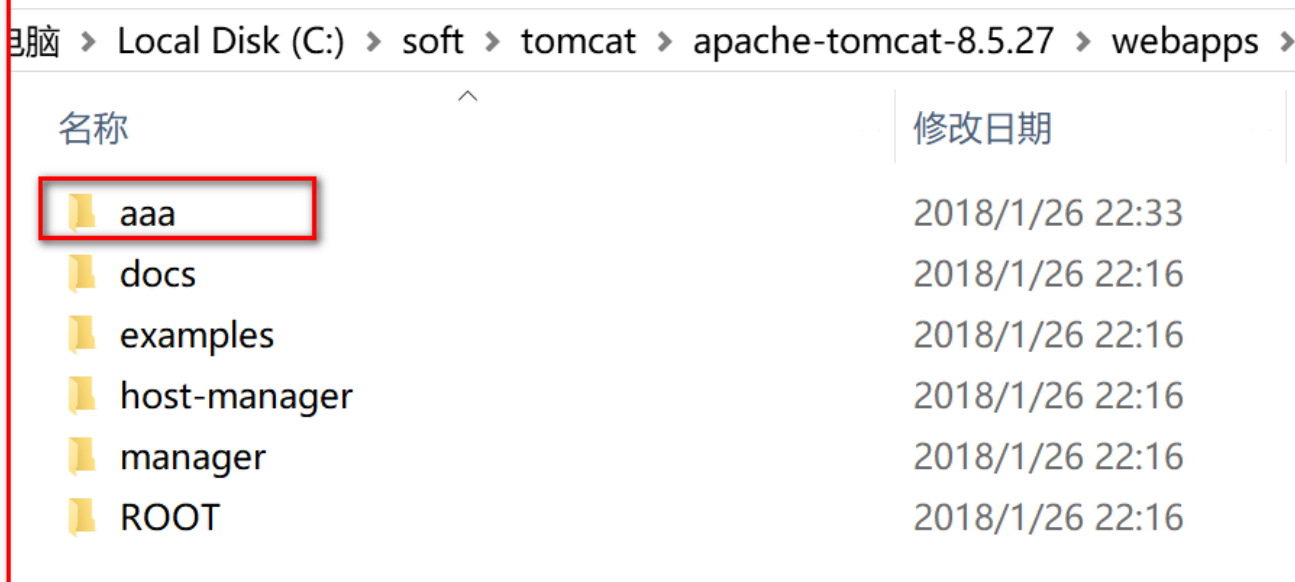 电脑 > Local Disk (C:) > soft > tomcat > apache-tomcat-8.5.27 > webapps >
名称 修改日期
aaa 2018/1/26 22:33
docs 2018/1/26 22:16
examples 2018/1/26 22:16
host-manager 2018/1/26 22:16
manager 2018/1/26 22:16
ROOT 2018/1/26 22:16